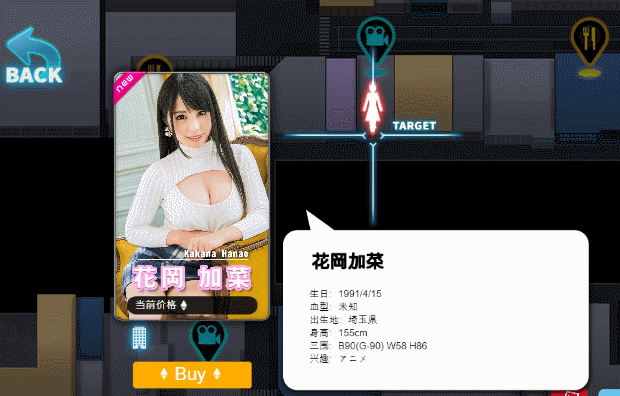 BACK
NEW
TARGET
Kakana Hanao
花岡 加菜
当前价格
Buy
花岡加菜
生日: 1991/4/15
血型: 未知
出生地: 埼玉県
身高: 155cm
三围: B90(G-90) W58 H86
兴趣: アニメ